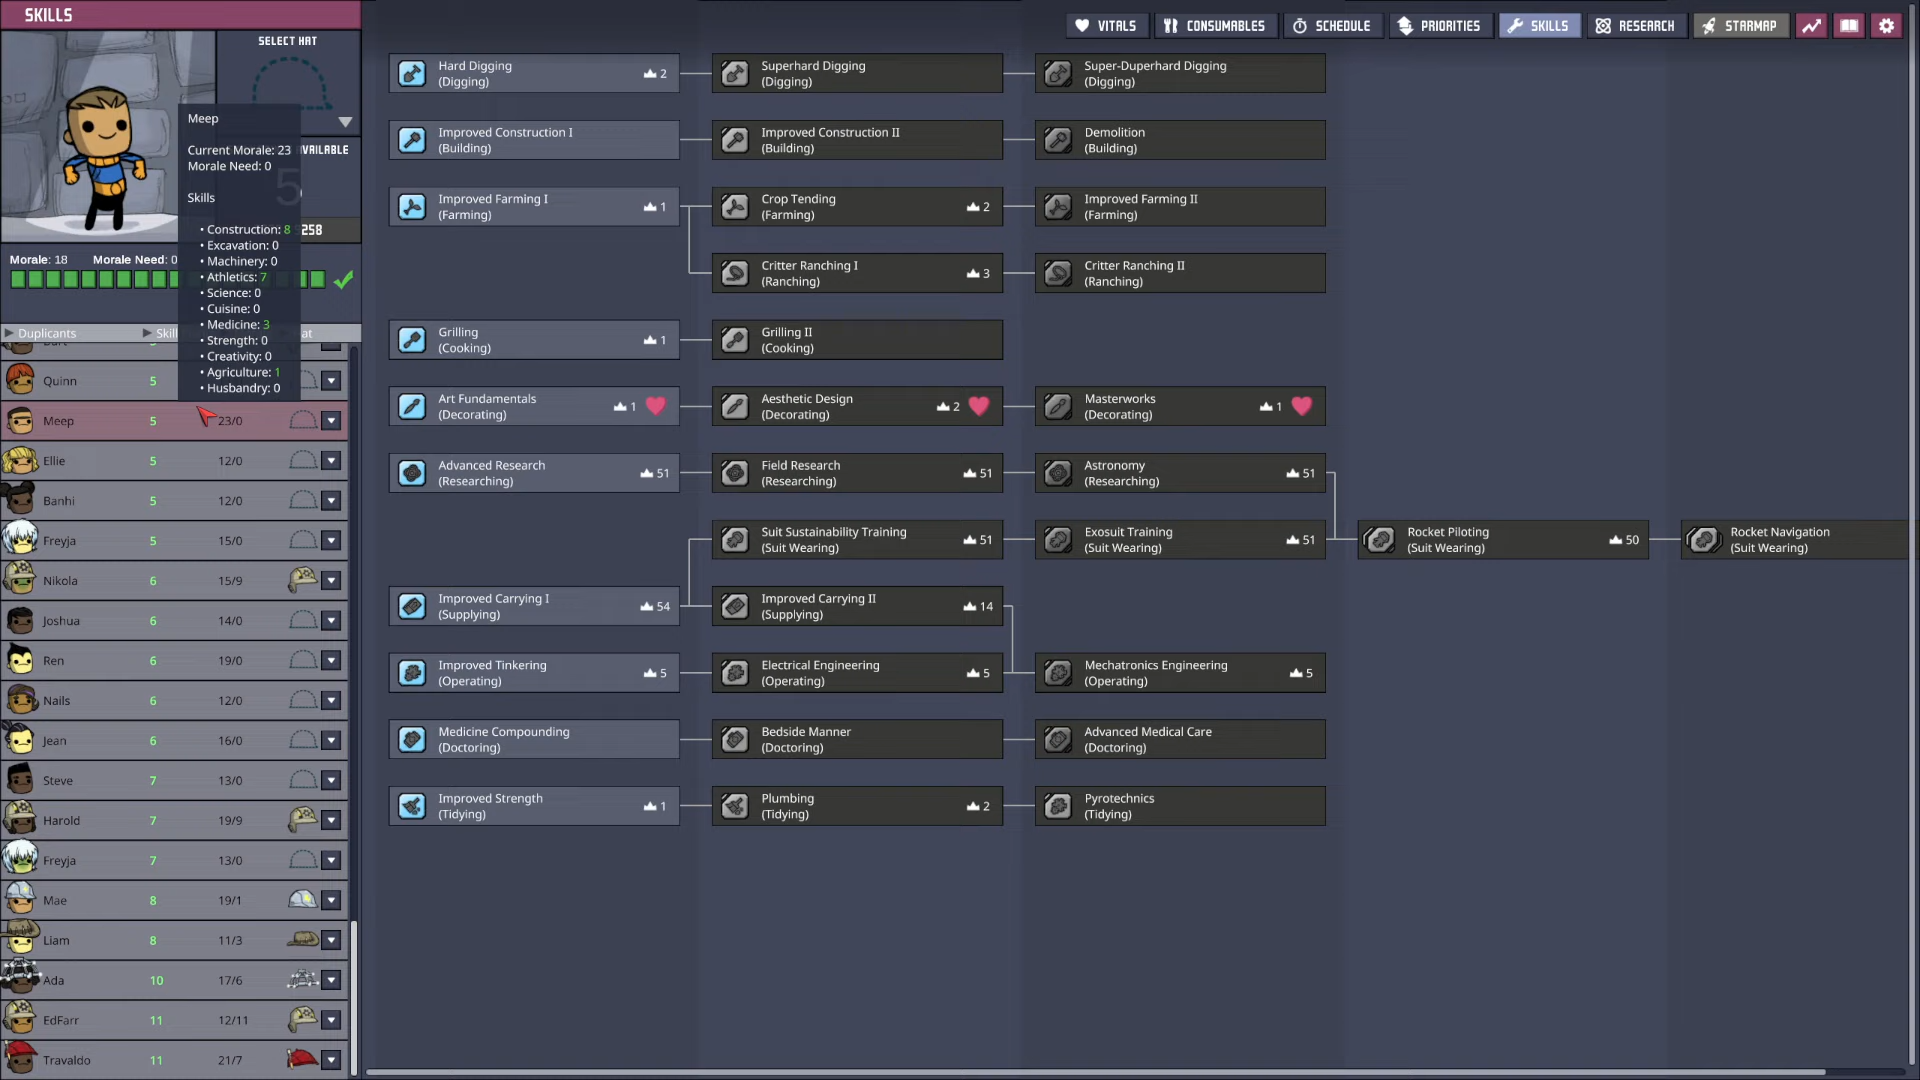 SKILLS
VITALS
CONSUMABLES
SCHEDULE
PRIORITIES
SKILLS
RESEARCH
STARMAP
SELECT HAT
AVAILABLE
5
258
Morale: 18
Morale Need: 0
Meep
Current Morale: 23
Morale Need: 0
Skills
• Construction: 8
• Excavation: 0
• Machinery: 0
• Athletics: 7
• Science: 0
• Cuisine: 0
• Medicine: 3
• Strength: 0
• Creativity: 0
• Agriculture: 1
• Husbandry: 0
Duplicants
Skill
at
Quinn 5
Meep 5 23/0
Ellie 5 12/0
Banhi 5 12/0
Freyja 5 15/0
Nikola 6 15/9
Joshua 6 14/0
Ren 6 19/0
Nails 6 12/0
Jean 6 16/0
Steve 7 13/0
Harold 7 19/9
Freyja 7 13/0
Mae 8 19/1
Liam 8 11/3
Ada 10 17/6
EdFarr 11 12/11
Travaldo 11 21/7
Hard Digging
(Digging)
2
Superhard Digging
(Digging)
Super-Duperhard Digging
(Digging)
Improved Construction I
(Building)
Improved Construction II
(Building)
Demolition
(Building)
Improved Farming I
(Farming)
1
Crop Tending
(Farming)
2
Improved Farming II
(Farming)
Critter Ranching I
(Ranching)
3
Critter Ranching II
(Ranching)
Grilling
(Cooking)
1
Grilling II
(Cooking)
Art Fundamentals
(Decorating)
1
Aesthetic Design
(Decorating)
2
Masterworks
(Decorating)
1
Advanced Research
(Researching)
51
Field Research
(Researching)
51
Astronomy
(Researching)
51
Suit Sustainability Training
(Suit Wearing)
51
Exosuit Training
(Suit Wearing)
51
Rocket Piloting
(Suit Wearing)
50
Rocket Navigation
(Suit Wearing)
Improved Carrying I
(Supplying)
54
Improved Carrying II
(Supplying)
14
Improved Tinkering
(Operating)
5
Electrical Engineering
(Operating)
5
Mechatronics Engineering
(Operating)
5
Medicine Compounding
(Doctoring)
Bedside Manner
(Doctoring)
Advanced Medical Care
(Doctoring)
Improved Strength
(Tidying)
1
Plumbing
(Tidying)
2
Pyrotechnics
(Tidying)